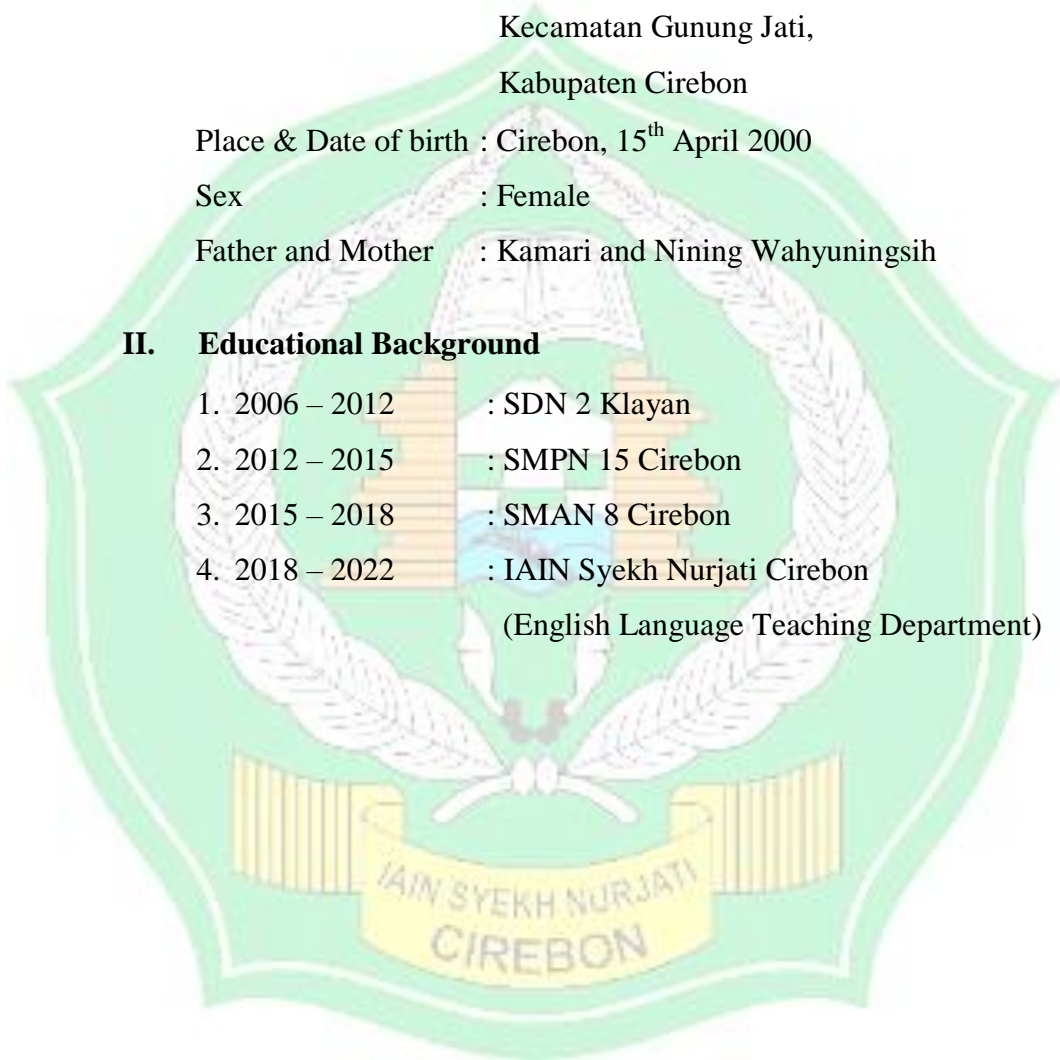 Kecamatan Gunung Jati,
Kabupaten Cirebon
Place & Date of birth : Cirebon, 15th April 2000
Sex : Female
Father and Mother : Kamari and Nining Wahyuningsih
II. Educational Background
1. 2006 – 2012 : SDN 2 Klayan
2. 2012 – 2015 : SMPN 15 Cirebon
3. 2015 – 2018 : SMAN 8 Cirebon
4. 2018 – 2022 : IAIN Syekh Nurjati Cirebon
(English Language Teaching Department)
IAIN SYEKH NURJATI
CIREBON